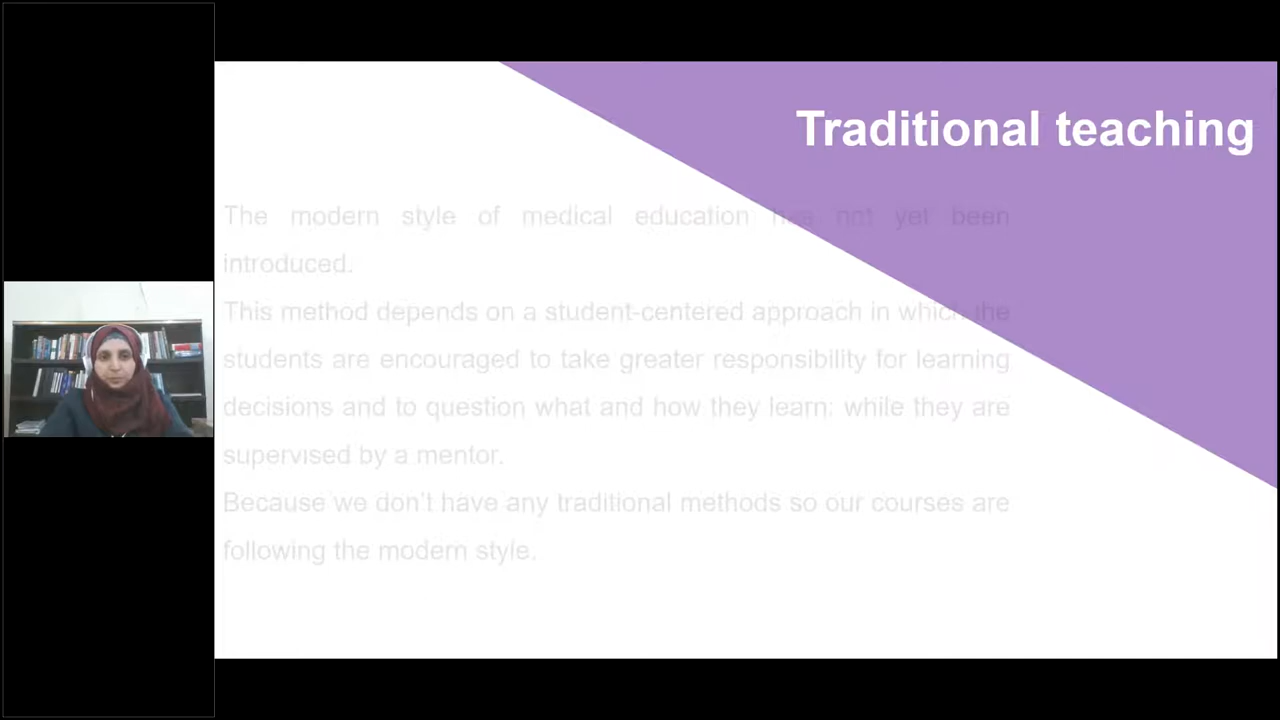 Traditional teaching
The modern style of medical education has not yet been
introduced.
This method depends on a student-centered approach in which the
students are encouraged to take greater responsibility for learning
decisions and to question what and how they learn: while they are
supervised by a mentor.
Because we don't have any traditional methods so our courses are
following the modern style.